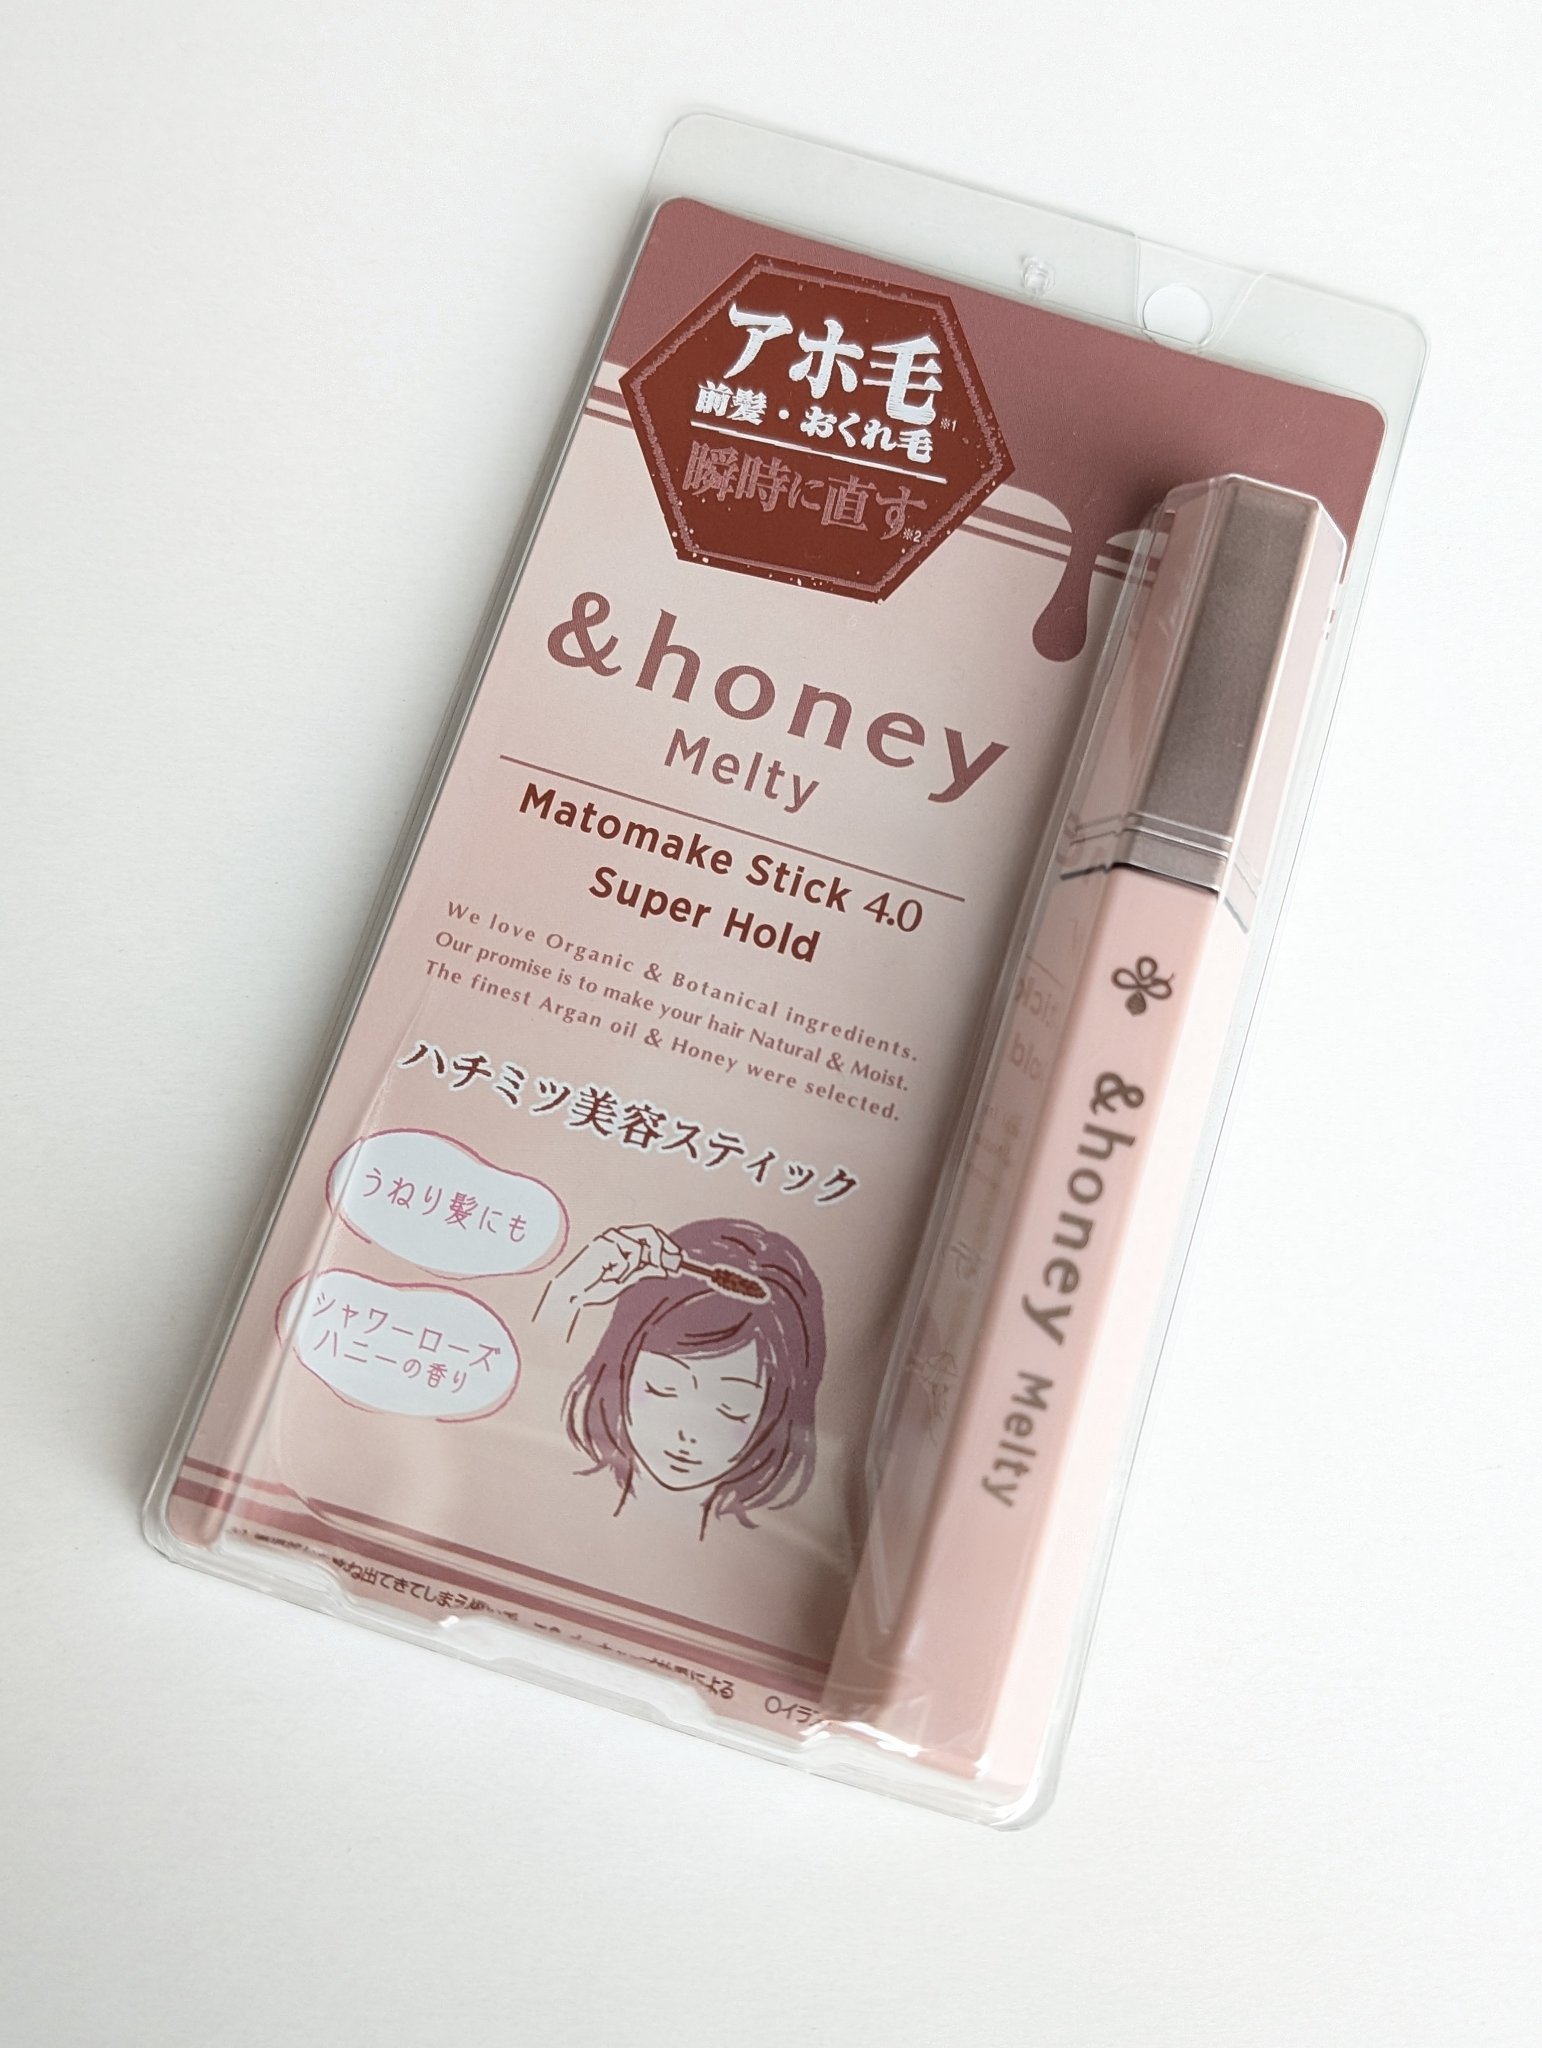 アホ毛※1
前髪・おくれ毛
瞬時に直す※2
&honey
Melty
Matomake Stick 4.0
Super Hold
We love Organic & Botanical ingredients.
Our promise is to make your hair Natural & Moist.
The finest Argan oil & Honey were selected.
ハチミツ美容スティック
うねり髪にも
シャワーローズ
ハニーの香り
&honey Melty